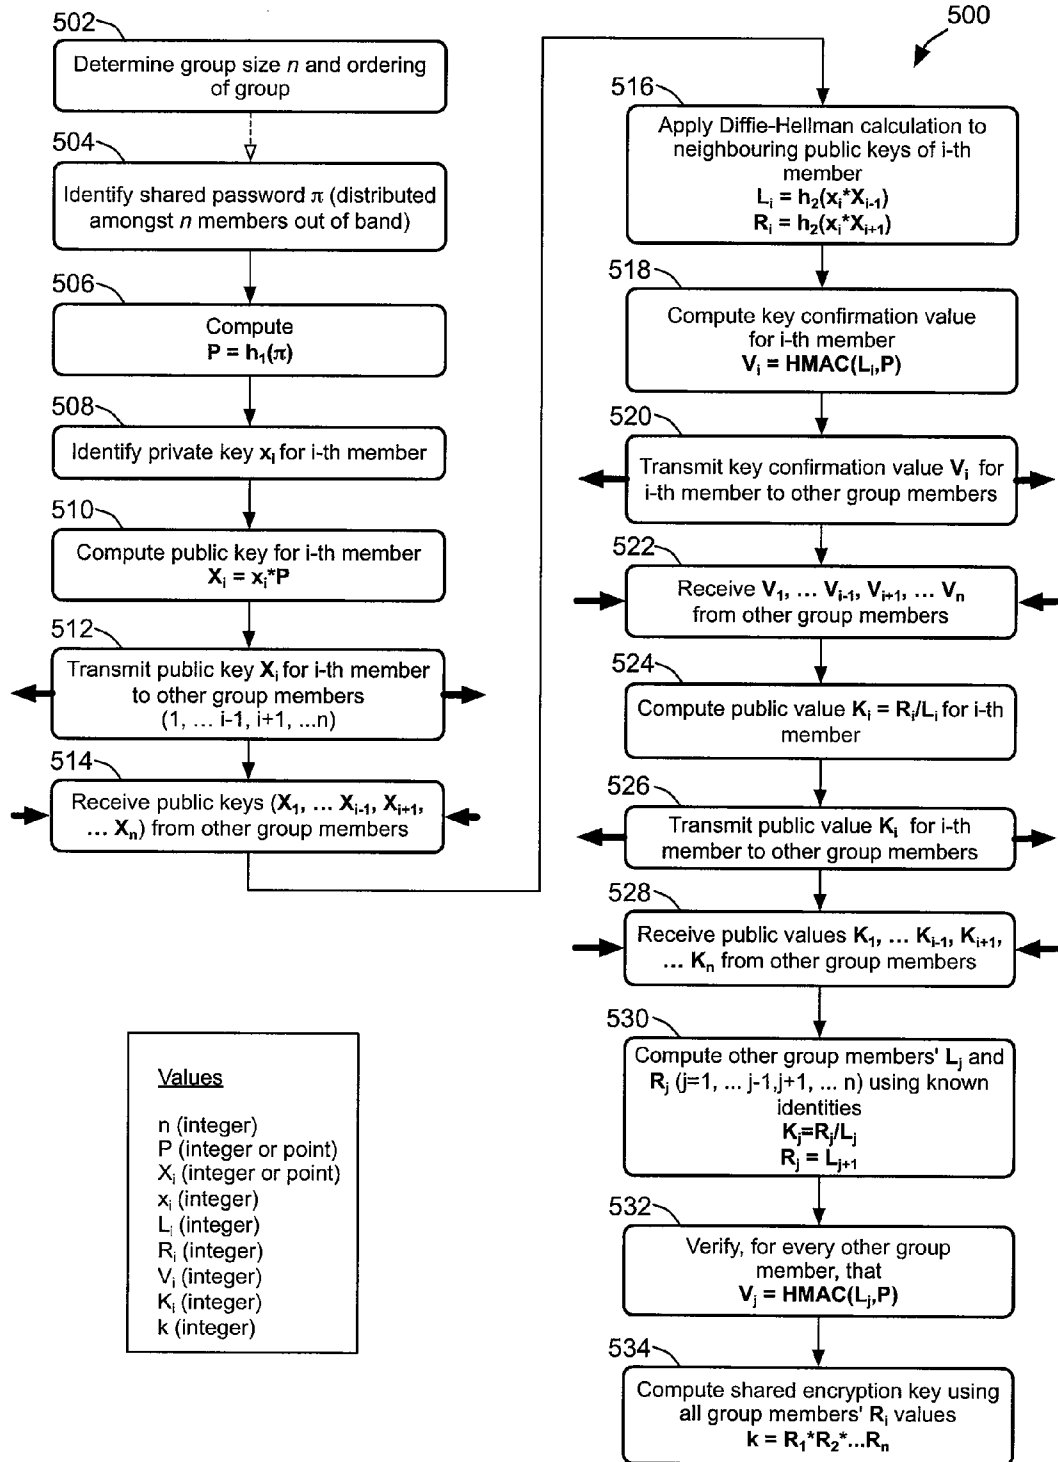 502
Determine group size n and ordering
of group
504
Identify shared password π (distributed
amongst n members out of band)
506
Compute
P = h₁(π)
508
Identify private key xᵢ for i-th member
510
Compute public key for i-th member
Xᵢ = xᵢ*P
512
Transmit public key Xᵢ for i-th member
to other group members
(1, ... i-1, i+1, ...n)
514
Receive public keys (X₁, ... Xᵢ₋₁, Xᵢ₊₁,
... Xₙ) from other group members
500
516
Apply Diffie-Hellman calculation to
neighbouring public keys of i-th
member
Lᵢ = h₂(xᵢ*Xᵢ₋₁)
Rᵢ = h₂(xᵢ*Xᵢ₊₁)
518
Compute key confirmation value
for i-th member
Vᵢ = HMAC(Lᵢ,P)
520
Transmit key confirmation value Vᵢ for
i-th member to other group members
522
Receive V₁, ... Vᵢ₋₁, Vᵢ₊₁, ... Vₙ
from other group members
524
Compute public value Kᵢ = Rᵢ/Lᵢ for i-th
member
526
Transmit public value Kᵢ for i-th
member to other group members
528
Receive public values K₁, ... Kᵢ₋₁, Kᵢ₊₁,
... Kₙ from other group members
530
Compute other group members' Lⱼ and
Rⱼ (j=1, ... j-1,j+1, ... n) using known
identities
Kⱼ=Rⱼ/Lⱼ
Rⱼ = Lⱼ₊₁
532
Verify, for every other group
member, that
Vⱼ = HMAC(Lⱼ,P)
534
Compute shared encryption key using
all group members' Rᵢ values
k = R₁*R₂*...Rₙ
Values
n (integer)
P (integer or point)
Xᵢ (integer or point)
xᵢ (integer)
Lᵢ (integer)
Rᵢ (integer)
Vᵢ (integer)
Kᵢ (integer)
k (integer)